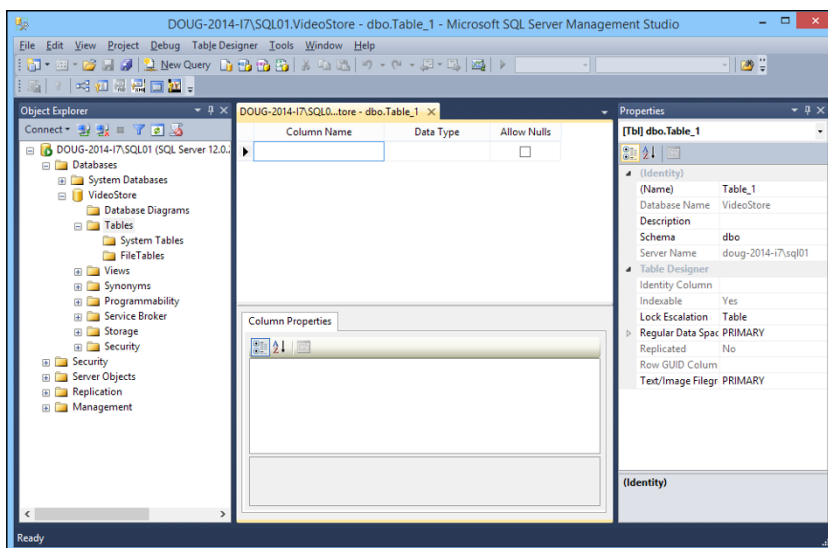 DOUG-2014-I7\SQL01.VideoStore - dbo.Table_1 - Microsoft SQL Server Management Studio
File Edit View Project Debug Table Designer Tools Window Help
New Query
Object Explorer
Connect
DOUG-2014-I7\SQL01 (SQL Server 12.0.
Databases
System Databases
VideoStore
Database Diagrams
Tables
System Tables
FileTables
Views
Synonyms
Programmability
Service Broker
Storage
Security
Security
Server Objects
Replication
Management
DOUG-2014-I7\SQL0...tore - dbo.Table_1
Column Name Data Type Allow Nulls
Column Properties
Properties
[Tbl] dbo.Table_1
(Identity)
(Name) Table_1
Database Name VideoStore
Description
Schema dbo
Server Name doug-2014-i7\sql01
Table Designer
Identity Column
Indexable Yes
Lock Escalation Table
Regular Data Spac PRIMARY
Replicated No
Row GUID Colum
Text/Image Filegr PRIMARY
(Identity)
Ready